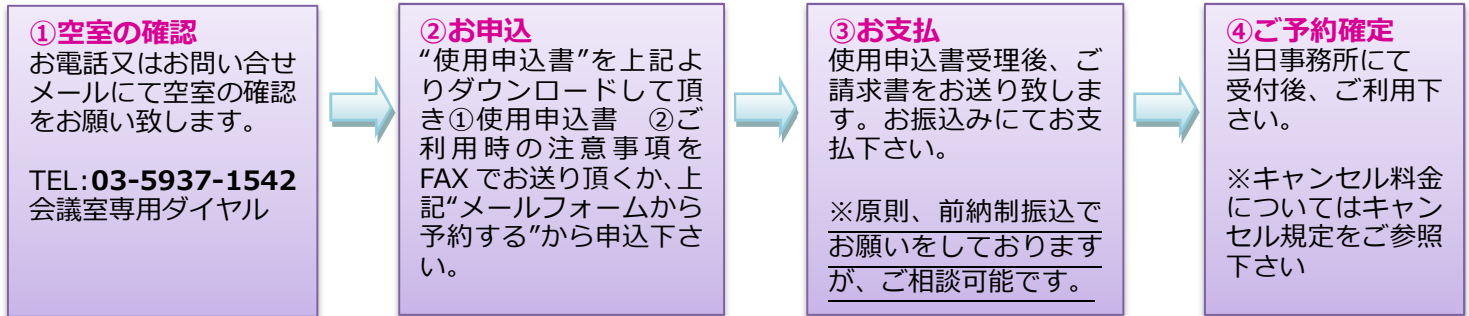 ①空室の確認
お電話又はお問い合せ
メールにて空室の確認
をお願い致します。
TEL:03-5937-1542
会議室専用ダイヤル
②お申込
“使用申込書”を上記よ
りダウンロードして頂
き①使用申込書　②ご
利用時の注意事項を
FAX でお送り頂くか、上
記“メールフォームから
予約する”から申込下さ
い。
③お支払
使用申込書受理後、ご
請求書をお送り致しま
す。お振込みにてお支
払下さい。
※原則、前納制振込で
お願いをしております
が、ご相談可能です。
④ご予約確定
当日事務所にて
受付後、ご利用下
さい。
※キャンセル料金
についてはキャン
セル規定をご参照
下さい